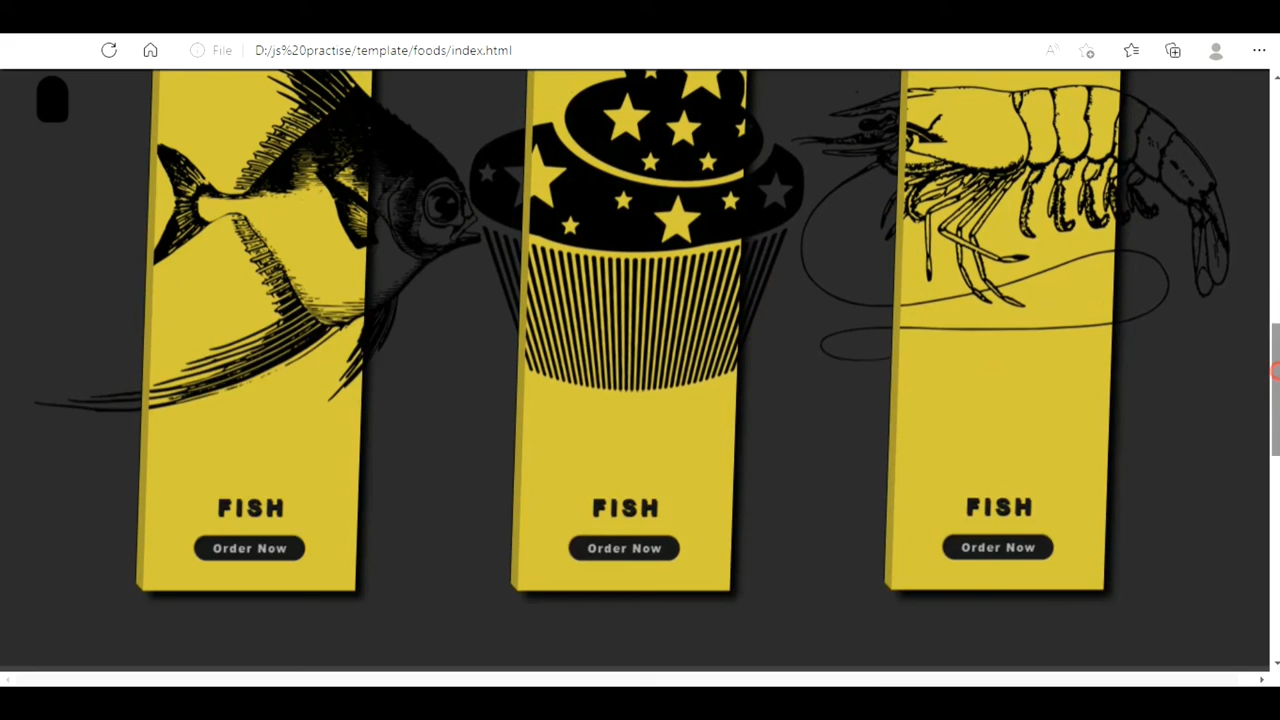 File D:/js%20practise/template/foods/index.html
FISH FISH FISH
Order Now Order Now Order Now